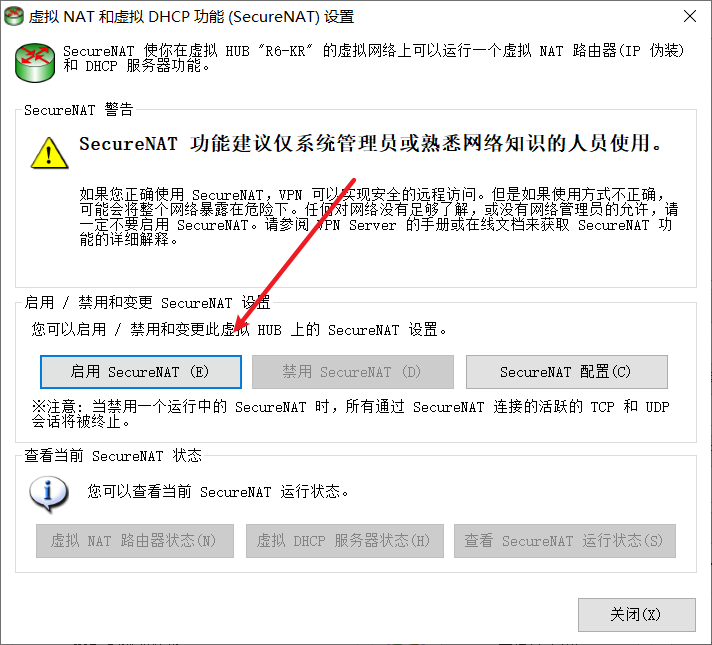 虚拟 NAT 和虚拟 DHCP 功能 (SecureNAT) 设置
SecureNAT 使你在虚拟 HUB "R6-KR" 的虚拟网络上可以运行一个虚拟 NAT 路由器(IP 伪装)
和 DHCP 服务器功能。
SecureNAT 警告
SecureNAT 功能建议仅系统管理员或熟悉网络知识的人员使用。
如果您正确使用 SecureNAT，VPN 可以实现安全的远程访问。但是如果使用方式不正确，
可能会将整个网络暴露在危险下。任何对网络没有足够了解，或没有网络管理员的允许，请
一定不要启用 SecureNAT。请参阅 VPN Server 的手册或在线文档来获取 SecureNAT 功
能的详细解释。
启用 / 禁用和变更 SecureNAT 设置
您可以启用 / 禁用和变更此虚拟 HUB 上的 SecureNAT 设置。
启用 SecureNAT (E)
禁用 SecureNAT (D)
SecureNAT 配置(C)
※注意: 当禁用一个运行中的 SecureNAT 时，所有通过 SecureNAT 连接的活跃的 TCP 和 UDP
会话将被终止。
查看当前 SecureNAT 状态
您可以查看当前 SecureNAT 运行状态。
虚拟 NAT 路由器状态(N)
虚拟 DHCP 服务器状态(H)
查看 SecureNAT 运行状态(S)
关闭(X)